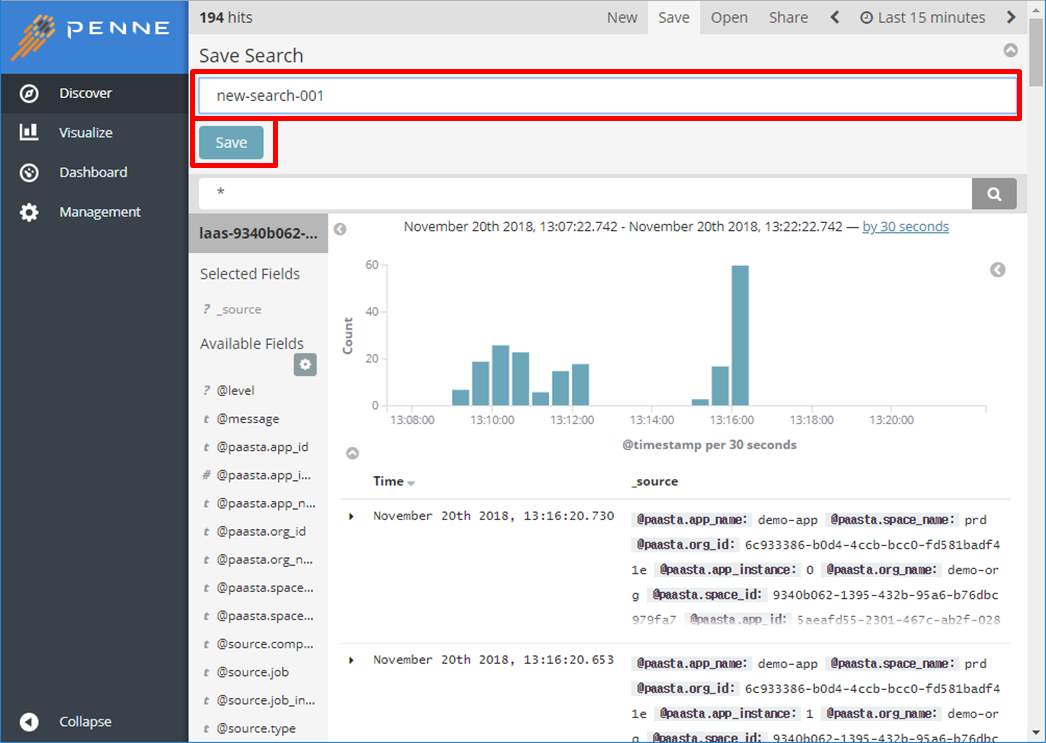 PENNE
194 hits
New Save Open Share Last 15 minutes
Save Search
new-search-001
Save
Discover
Visualize
Dashboard
Management
Collapse
*
laas-9340b062-...
Selected Fields
? _source
Available Fields
? @level
t @message
t @paasta.app_id
# @paasta.app_i...
t @paasta.app_n...
t @paasta.org_id
t @paasta.org_n...
t @paasta.space...
t @paasta.space...
t @source.comp...
t @source.job
t @source.job_in...
t @source.type
November 20th 2018, 13:07:22.742 - November 20th 2018, 13:22:22.742 — by 30 seconds
Count
60
40
20
0
13:08:00 13:10:00 13:12:00 13:14:00 13:16:00 13:18:00 13:20:00
@timestamp per 30 seconds
Time _source
November 20th 2018, 13:16:20.730 @paasta.app_name: demo-app @paasta.space_name: prd
@paasta.org_id: 6c933386-b0d4-4ccb-bcc0-fd581badf4
1e @paasta.app_instance: 0 @paasta.org_name: demo-or
g @paasta.space_id: 9340b062-1395-432b-95a6-b76dbc
979fa7 @paasta.app_id: 5aeafd55-2301-467c-ab2f-028
November 20th 2018, 13:16:20.653 @paasta.app_name: demo-app @paasta.space_name: prd
@paasta.org_id: 6c933386-b0d4-4ccb-bcc0-fd581badf4
1e @paasta.app_instance: 1 @paasta.org_name: demo-or
g @paasta.space_id: 9340b062-1395-432b-95a6-b76dbc